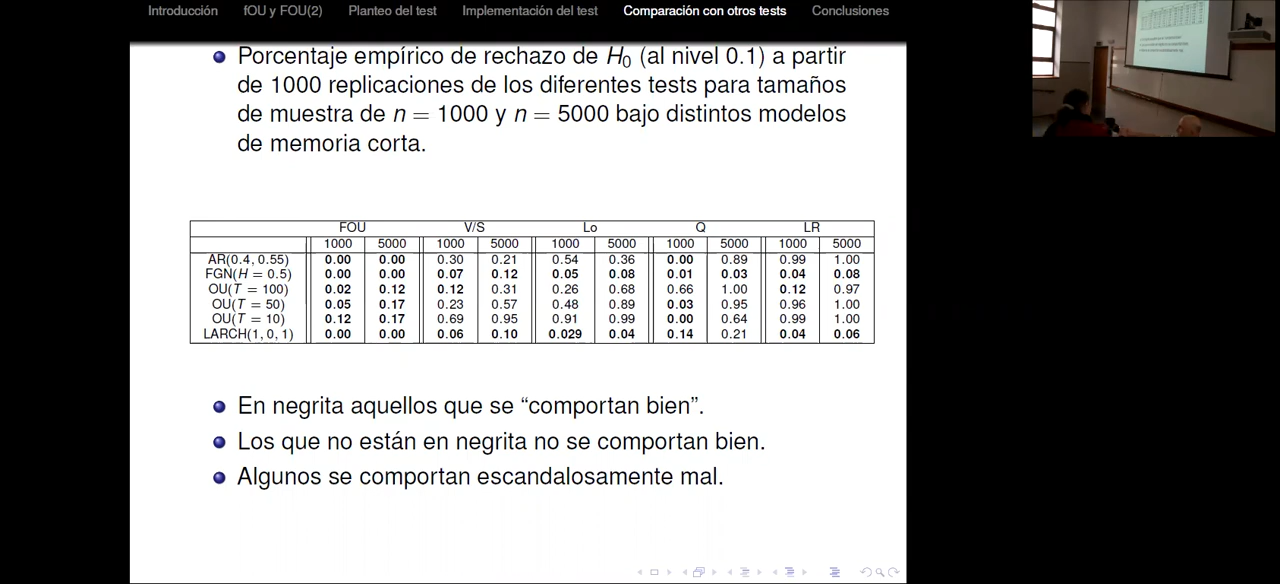 Introducción fOU y FOU(2) Planteo del test Implementación del test Comparación con otros tests Conclusiones
Porcentaje empírico de rechazo de H0 (al nivel 0.1) a partir
de 1000 replicaciones de los diferentes tests para tamaños
de muestra de n = 1000 y n = 5000 bajo distintos modelos
de memoria corta.
FOU V/S Lo Q LR
1000 5000 1000 5000 1000 5000 1000 5000 1000 5000
AR(0.4, 0.55) 0.00 0.00 0.30 0.21 0.54 0.36 0.00 0.89 0.99 1.00
FGN(H = 0.5) 0.00 0.00 0.07 0.12 0.05 0.08 0.01 0.03 0.04 0.08
OU(T = 100) 0.02 0.12 0.12 0.31 0.26 0.68 0.66 1.00 0.12 0.97
OU(T = 50) 0.05 0.17 0.23 0.57 0.48 0.89 0.03 0.95 0.96 1.00
OU(T = 10) 0.12 0.17 0.69 0.95 0.91 0.99 0.00 0.64 0.99 1.00
LARCH(1, 0, 1) 0.00 0.00 0.06 0.10 0.029 0.04 0.14 0.21 0.04 0.06
En negrita aquellos que se “comportan bien”.
Los que no están en negrita no se comportan bien.
Algunos se comportan escandalosamente mal.